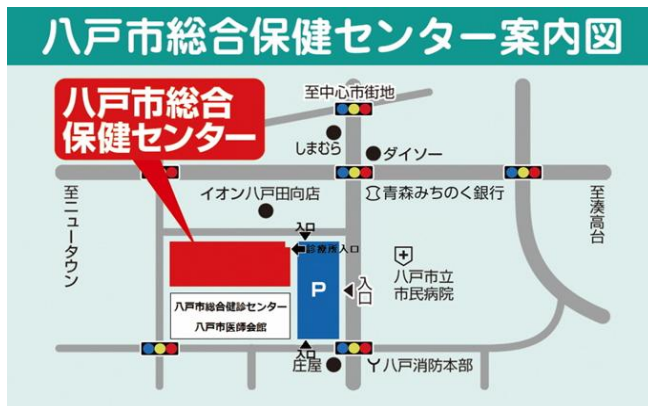 八戸市総合保健センター案内図
八戸市総合
保健センター
至中心市街地
しまむら
ダイソー
至ニュータウン
イオン八戸田向店
青森みちのく銀行
至湊高台
入口
診療所入口
八戸市立
市民病院
P
入口
八戸市総合健診センター
八戸市医師会館
入口
庄屋
八戸消防本部